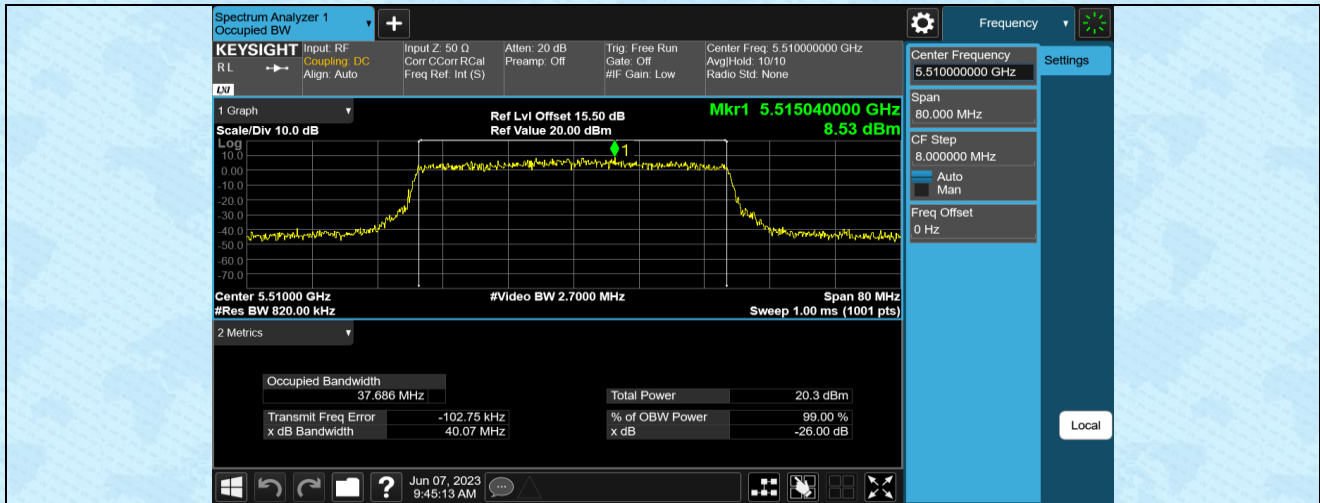 Spectrum Analyzer 1
Occupied BW
+
Frequency
KEYSIGHT
RL
LXI
Input: RF
Coupling: DC
Align: Auto
Input Z: 50 Ω
Corr CCorr RCal
Freq Ref: Int (S)
Atten: 20 dB
Preamp: Off
Trig: Free Run
Gate: Off
#IF Gain: Low
Center Freq: 5.510000000 GHz
Avg|Hold: 10/10
Radio Std: None
Center Frequency
5.510000000 GHz
Settings
Span
80.000 MHz
CF Step
8.000000 MHz
Auto
Man
Freq Offset
0 Hz
1 Graph
Scale/Div 10.0 dB
Ref Lvl Offset 15.50 dB
Ref Value 20.00 dBm
Mkr1 5.515040000 GHz
8.53 dBm
Log
10.0
0.00
-10.0
-20.0
-30.0
-40.0
-50.0
-60.0
-70.0
1
Center 5.51000 GHz
#Res BW 820.00 kHz
#Video BW 2.7000 MHz
Span 80 MHz
Sweep 1.00 ms (1001 pts)
2 Metrics
Occupied Bandwidth
37.686 MHz
Transmit Freq Error -102.75 kHz
x dB Bandwidth 40.07 MHz
Total Power 20.3 dBm
% of OBW Power 99.00 %
x dB -26.00 dB
Local
?
Jun 07, 2023
9:45:13 AM